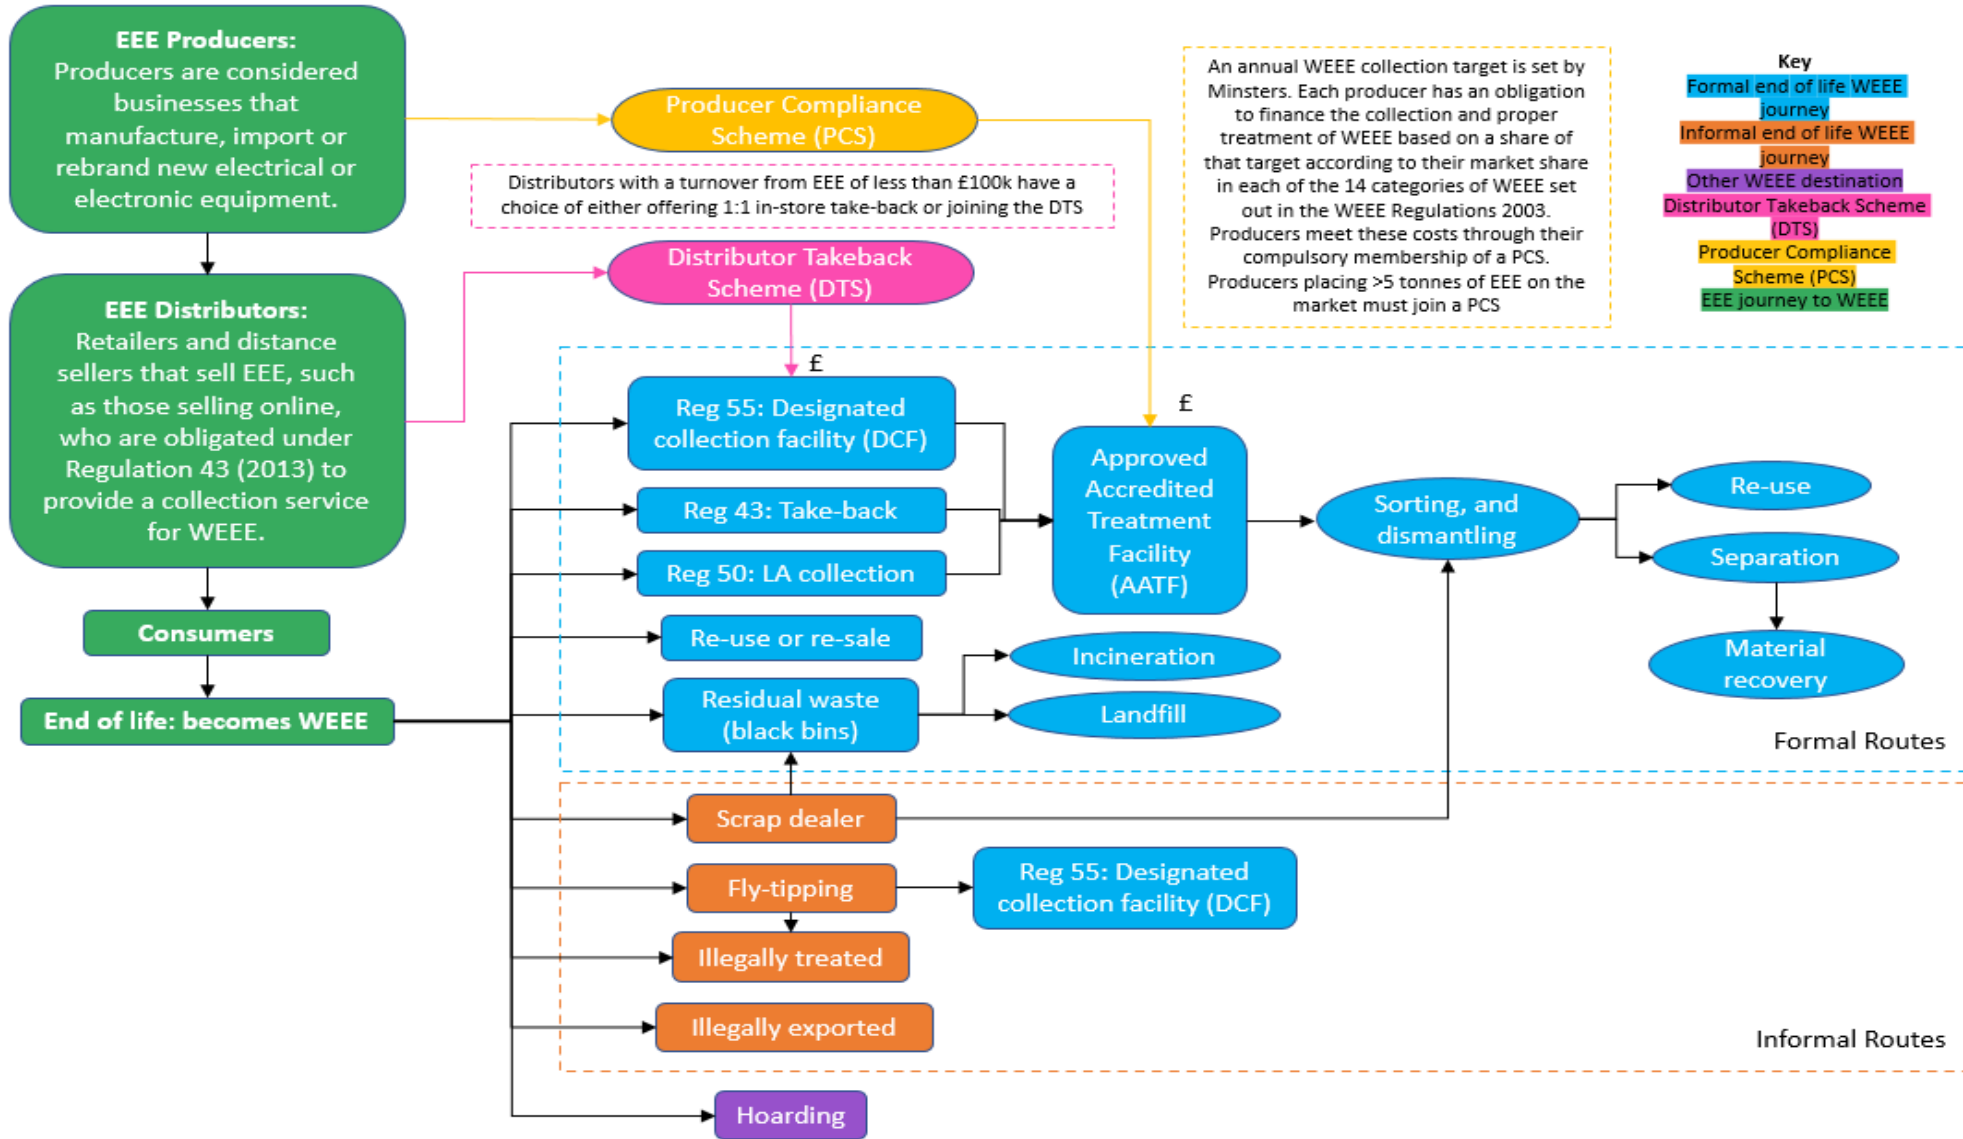 EEE Producers:
Producers are considered
businesses that
manufacture, import or
rebrand new electrical or
electronic equipment.
Producer Compliance
Scheme (PCS)
An annual WEEE collection target is set by
Minsters. Each producer has an obligation
to finance the collection and proper
treatment of WEEE based on a share of
that target according to their market share
in each of the 14 categories of WEEE set
out in the WEEE Regulations 2003.
Producers meet these costs through their
compulsory membership of a PCS.
Producers placing >5 tonnes of EEE on the
market must join a PCS
Key
Formal end of life WEEE
journey
Informal end of life WEEE
journey
Other WEEE destination
Distributor Takeback Scheme
(DTS)
Producer Compliance
Scheme (PCS)
EEE journey to WEEE
Distributors with a turnover from EEE of less than £100k have a
choice of either offering 1:1 in-store take-back or joining the DTS
Distributor Takeback
Scheme (DTS)
EEE Distributors:
Retailers and distance
sellers that sell EEE, such
as those selling online,
who are obligated under
Regulation 43 (2013) to
provide a collection service
for WEEE.
Consumers
End of life: becomes WEEE
£
Reg 55: Designated
collection facility (DCF)
Reg 43: Take-back
Reg 50: LA collection
Re-use or re-sale
Residual waste
(black bins)
£
Approved
Accredited
Treatment
Facility
(AATF)
Incineration
Landfill
Sorting, and
dismantling
Re-use
Separation
Material
recovery
Formal Routes
Scrap dealer
Fly-tipping
Reg 55: Designated
collection facility (DCF)
Illegally treated
Illegally exported
Informal Routes
Hoarding